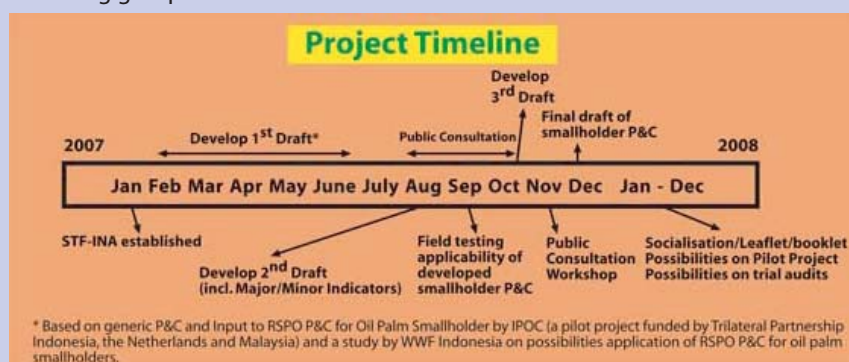 Project Timeline
Develop
3rd Draft
Final draft of
smallholder P&C
2007
Develop 1st Draft*
Public Consultation
2008
Jan Feb Mar Apr May June July Aug Sep Oct Nov Dec Jan - Dec
STF-INA established
Develop 2nd Draft
(incl. Major/Minor Indicators)
Field testing
applicability of
developed
smallholder P&C
Public
Consultation
Workshop
Socialisation/Leaflet/booklet
Possibilities on Pilot Project
Possibilities on trial audits
* Based on generic P&C and Input to RSPO P&C for Oil Palm Smallholder by IPOC (a pilot project funded by Trilateral Partnership
Indonesia, the Netherlands and Malaysia) and a study by WWF Indonesia on possibilities application of RSPO P&C for oil palm
smallholders.